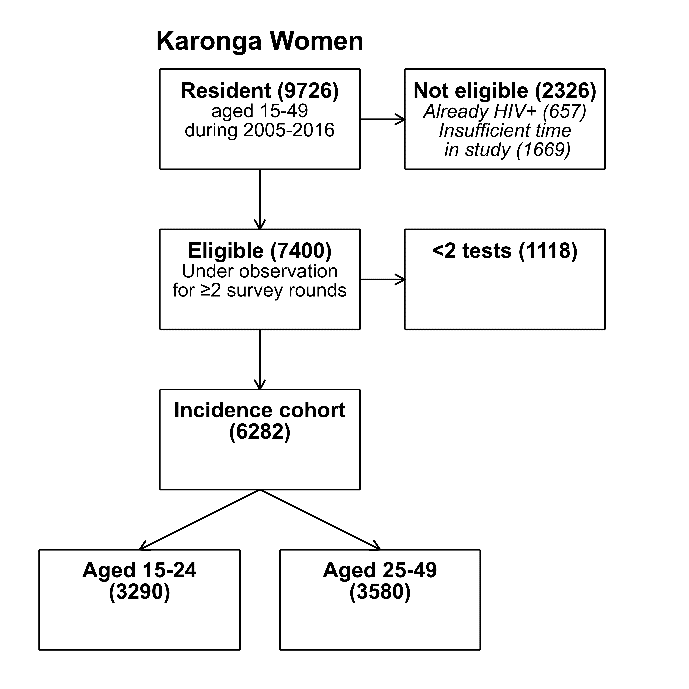 Karonga Women
Resident (9726)
aged 15-49
during 2005-2016
Not eligible (2326)
Already HIV+ (657)
Insufficient time
in study (1669)
Eligible (7400)
Under observation
for ≥2 survey rounds
<2 tests (1118)
Incidence cohort
(6282)
Aged 15-24
(3290)
Aged 25-49
(3580)